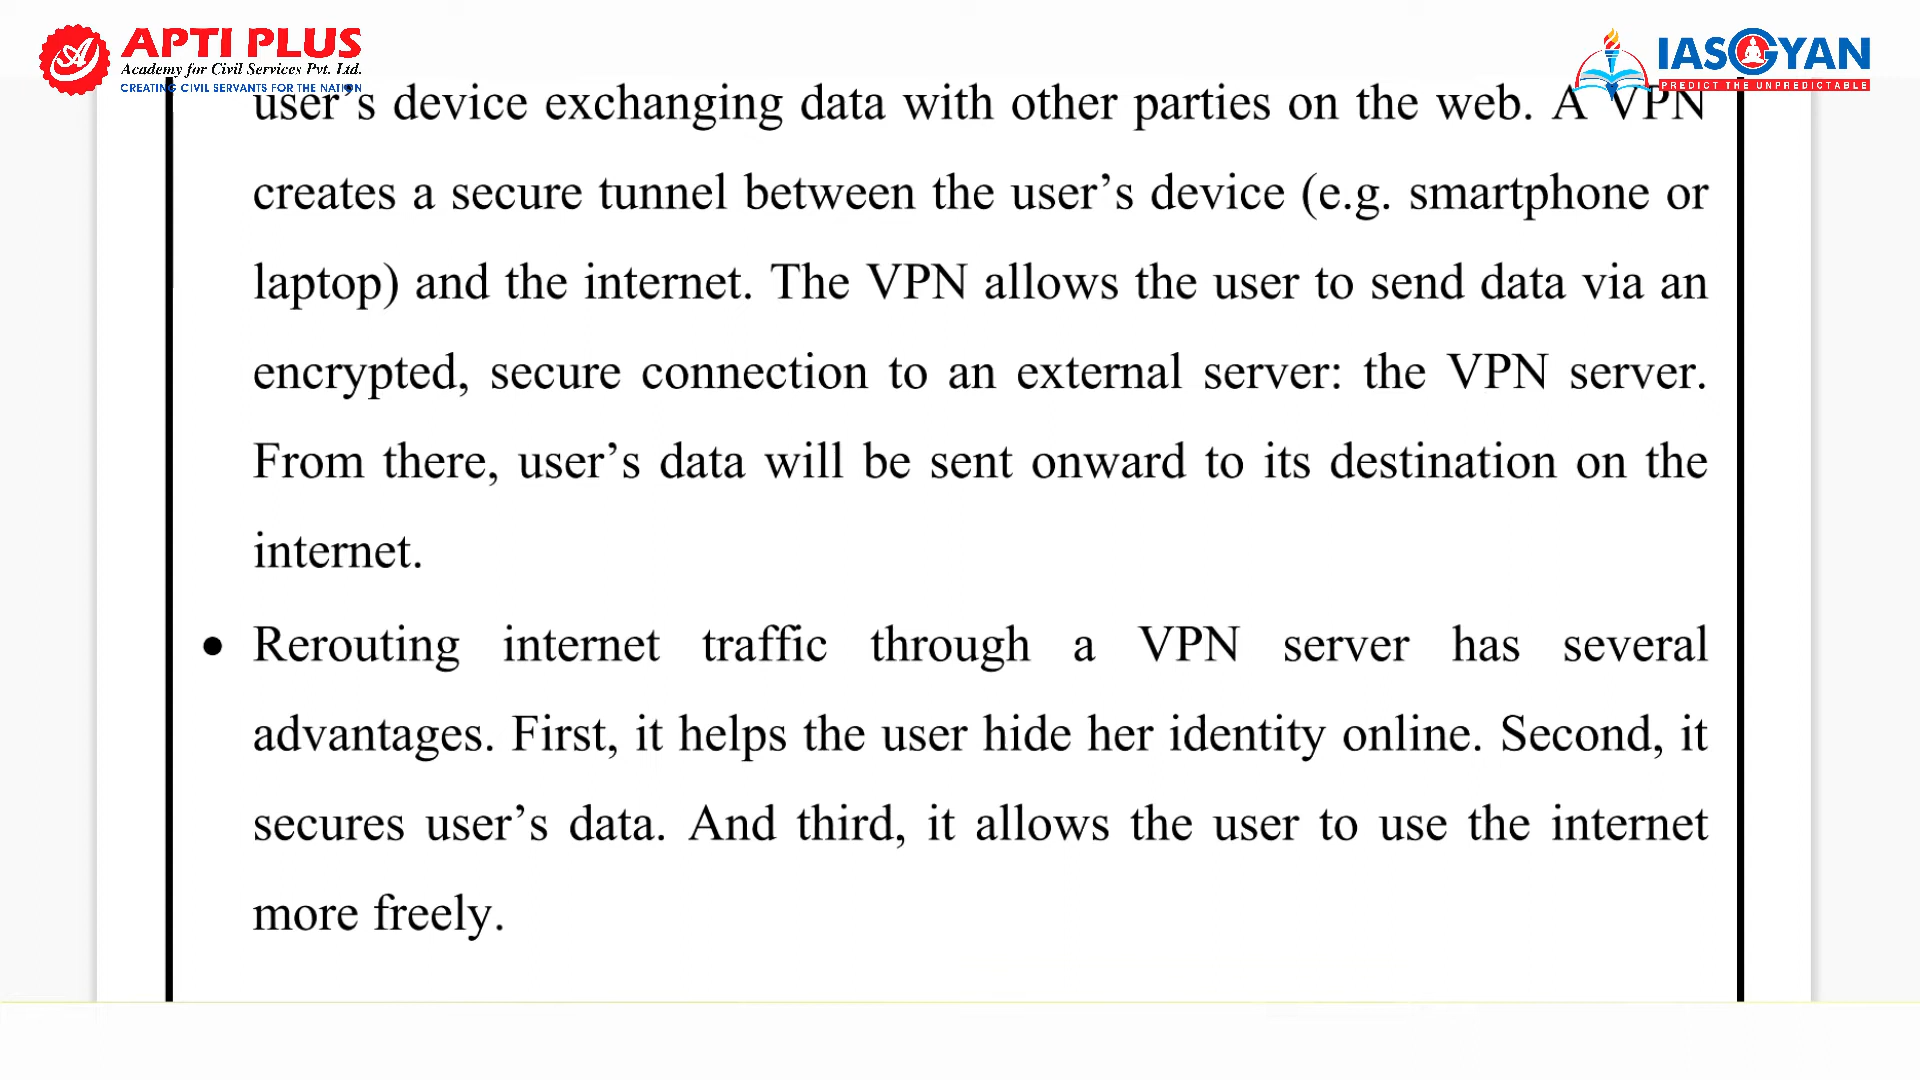 APTI PLUS
Academy for Civil Services Pvt. Ltd.
CREATING CIVIL SERVANTS FOR THE NATION
IASGYAN
PREDICT THE UNPREDICTABLE
user’s device exchanging data with other parties on the web. A VPN
creates a secure tunnel between the user’s device (e.g. smartphone or
laptop) and the internet. The VPN allows the user to send data via an
encrypted, secure connection to an external server: the VPN server.
From there, user’s data will be sent onward to its destination on the
internet.
• Rerouting internet traffic through a VPN server has several
advantages. First, it helps the user hide her identity online. Second, it
secures user’s data. And third, it allows the user to use the internet
more freely.